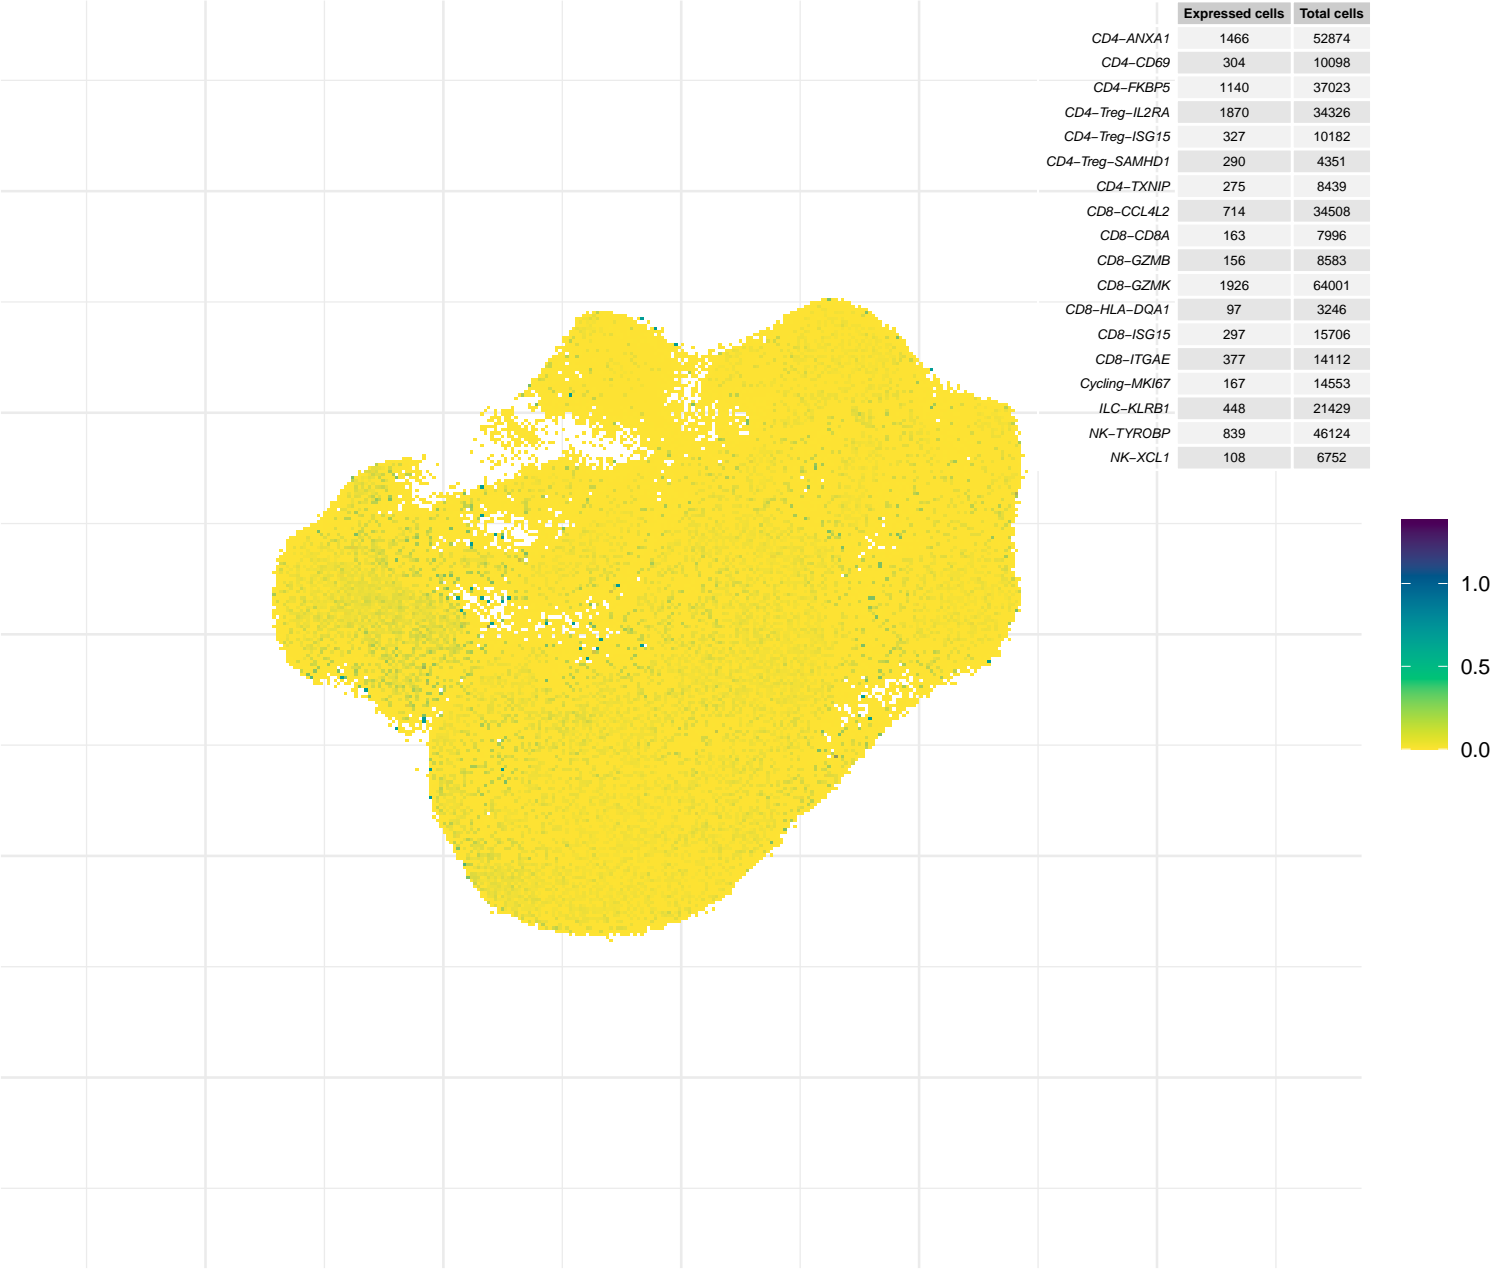 Expressed cells Total cells
CD4−ANXA1 1466 52874
CD4−CD69 304 10098
CD4−FKBP5 1140 37023
CD4−Treg−IL2RA 1870 34326
CD4−Treg−ISG15 327 10182
CD4−Treg−SAMHD1 290 4351
CD4−TXNIP 275 8439
CD8−CCL4L2 714 34508
CD8−CD8A 163 7996
CD8−GZMB 156 8583
CD8−GZMK 1926 64001
CD8−HLA−DQA1 97 3246
CD8−ISG15 297 15706
CD8−ITGAE 377 14112
Cycling−MKI67 167 14553
ILC−KLRB1 448 21429
NK−TYROBP 839 46124
NK−XCL1 108 6752
1.0
0.5
0.0